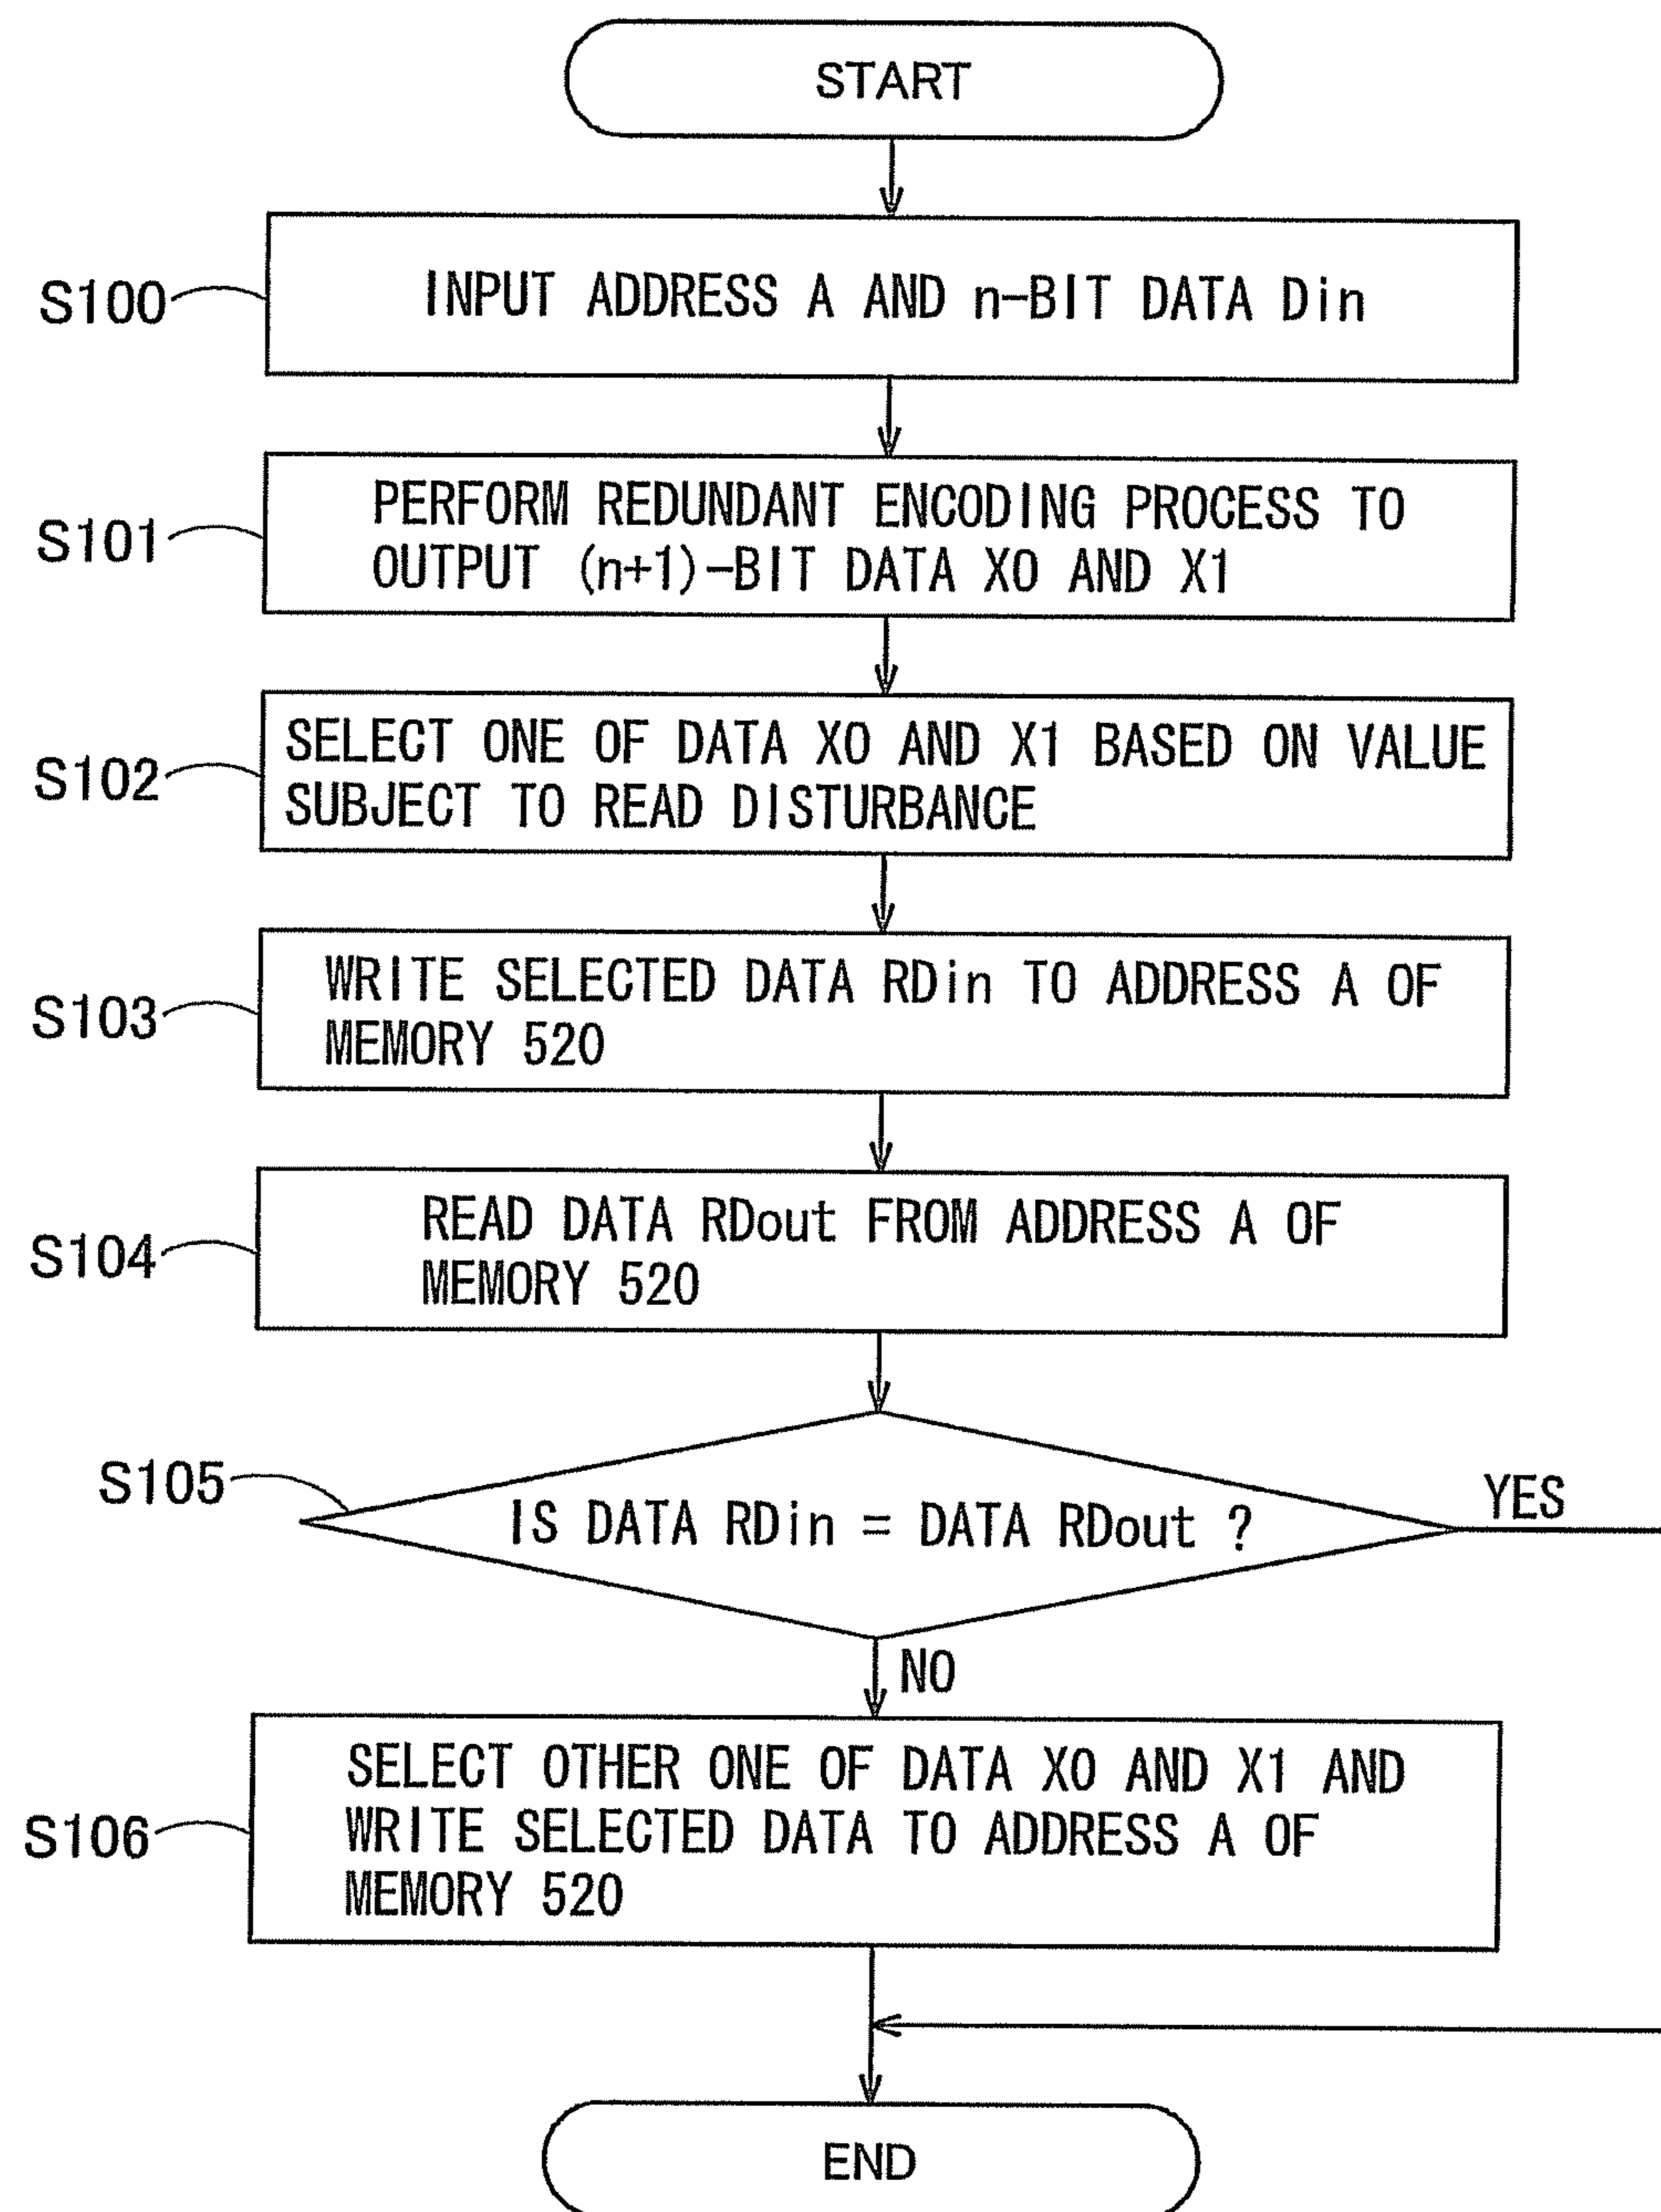 START
S100
INPUT ADDRESS A AND n-BIT DATA Din
S101
PERFORM REDUNDANT ENCODING PROCESS TO
OUTPUT (n+1)-BIT DATA X0 AND X1
S102
SELECT ONE OF DATA X0 AND X1 BASED ON VALUE
SUBJECT TO READ DISTURBANCE
S103
WRITE SELECTED DATA RDin TO ADDRESS A OF
MEMORY 520
S104
READ DATA RDout FROM ADDRESS A OF
MEMORY 520
S105
IS DATA RDin = DATA RDout ?
YES
NO
S106
SELECT OTHER ONE OF DATA X0 AND X1 AND
WRITE SELECTED DATA TO ADDRESS A OF
MEMORY 520
END